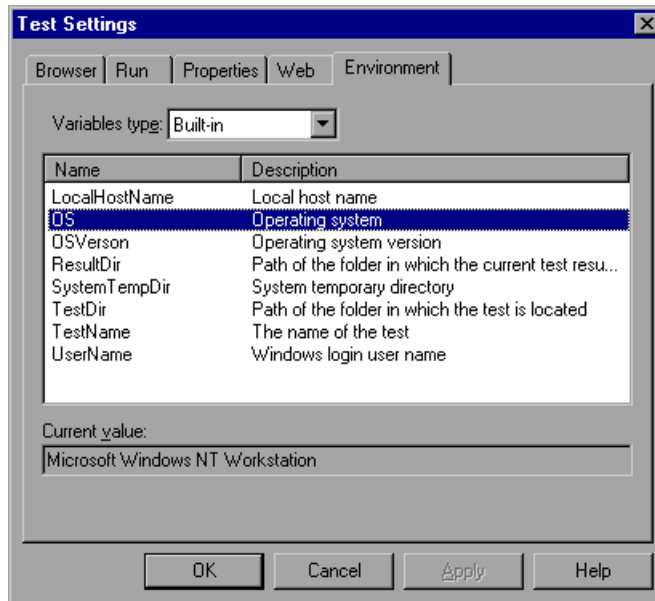 Test Settings
Browser Run Properties Web Environment
Variables type: Built-in
Name Description
LocalHostName Local host name
OS Operating system
OSVerson Operating system version
ResultDir Path of the folder in which the current test resu...
SystemTempDir System temporary directory
TestDir Path of the folder in which the test is located
TestName The name of the test
UserName Windows login user name
Current value:
Microsoft Windows NT Workstation
OK Cancel Apply Help